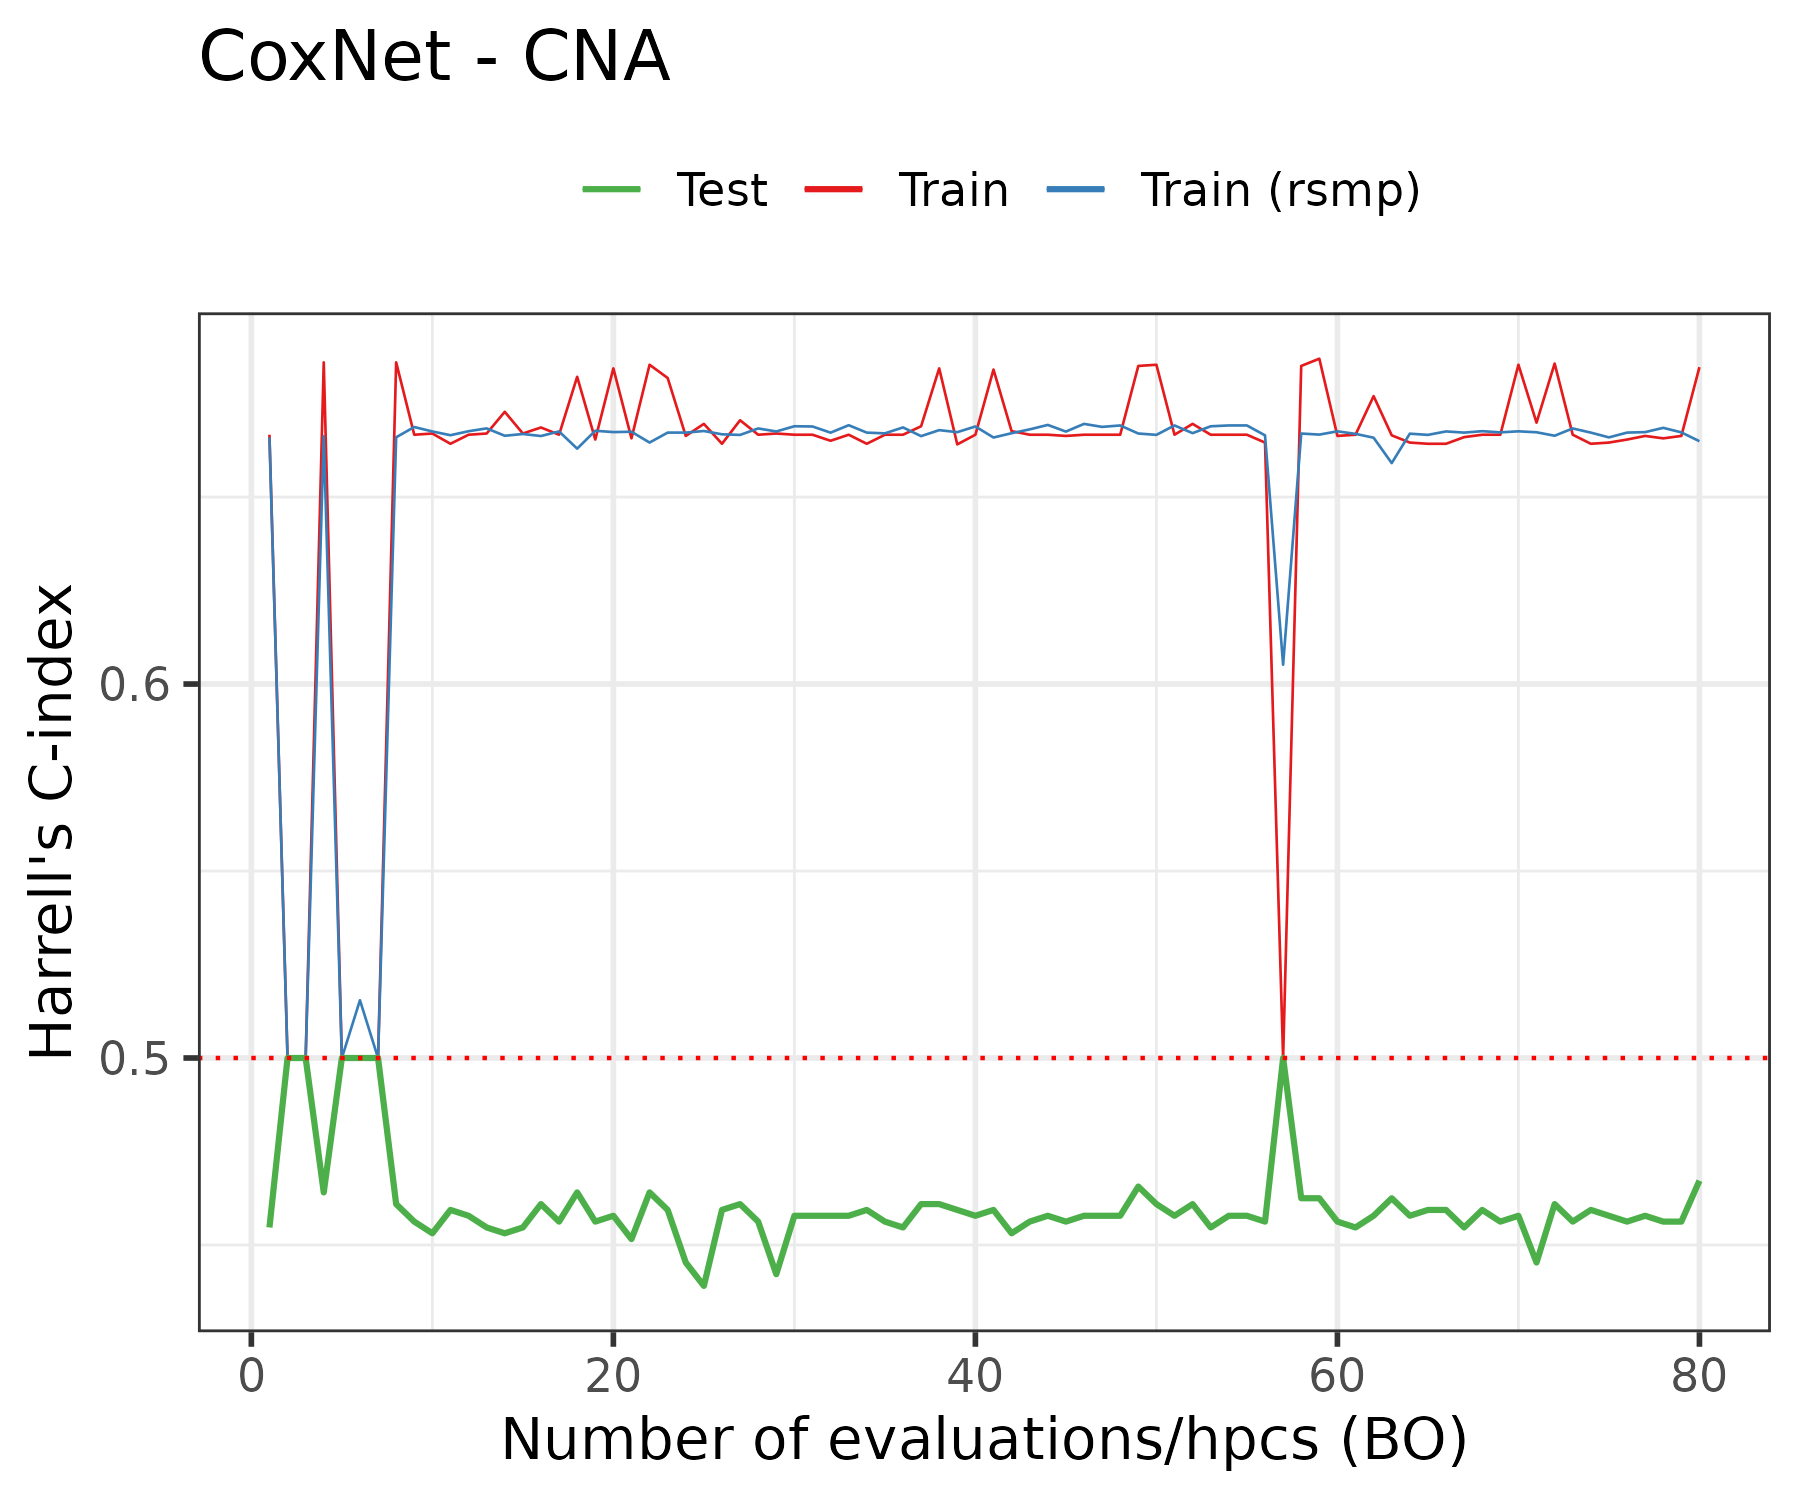 CoxNet - CNA
Test Train Train (rsmp)
Harrell's C-index
0.6
0.5
0 20 40 60 80
Number of evaluations/hpcs (BO)